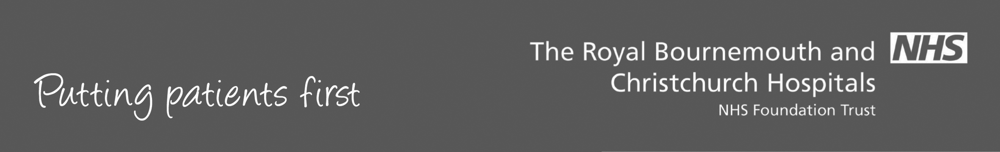 Putting patients first
The Royal Bournemouth and
NHS
Christchurch Hospitals
NHS Foundation Trust